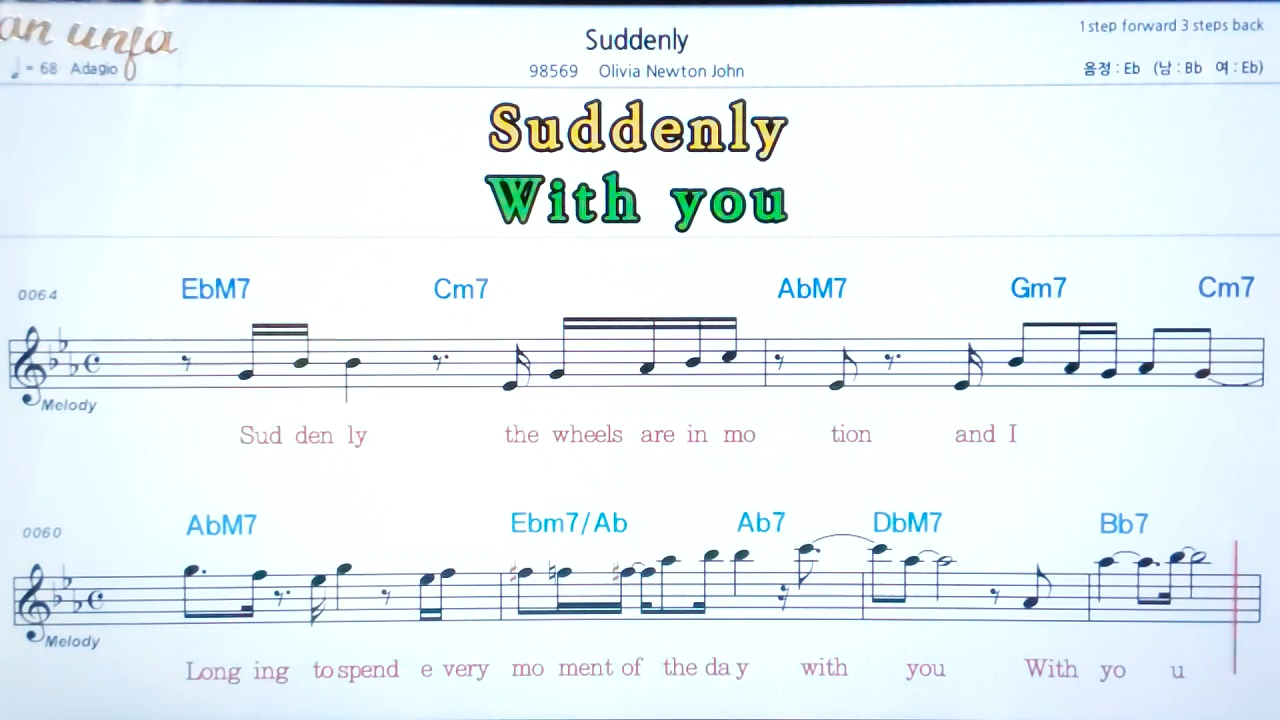 an unfa
Suddenly
1 step forward 3 steps back
♩ = 68 Adagio
98569 Olivia Newton John
음정 : Eb (남 : Bb 여 : Eb)
Suddenly
With you
0064 EbM7 Cm7 AbM7 Gm7 Cm7
Melody
Sud den ly the wheels are in mo tion and I
0060 AbM7 Ebm7/Ab Ab7 DbM7 Bb7
Melody
Long ing to spend e very mo ment of the day with you With yo u